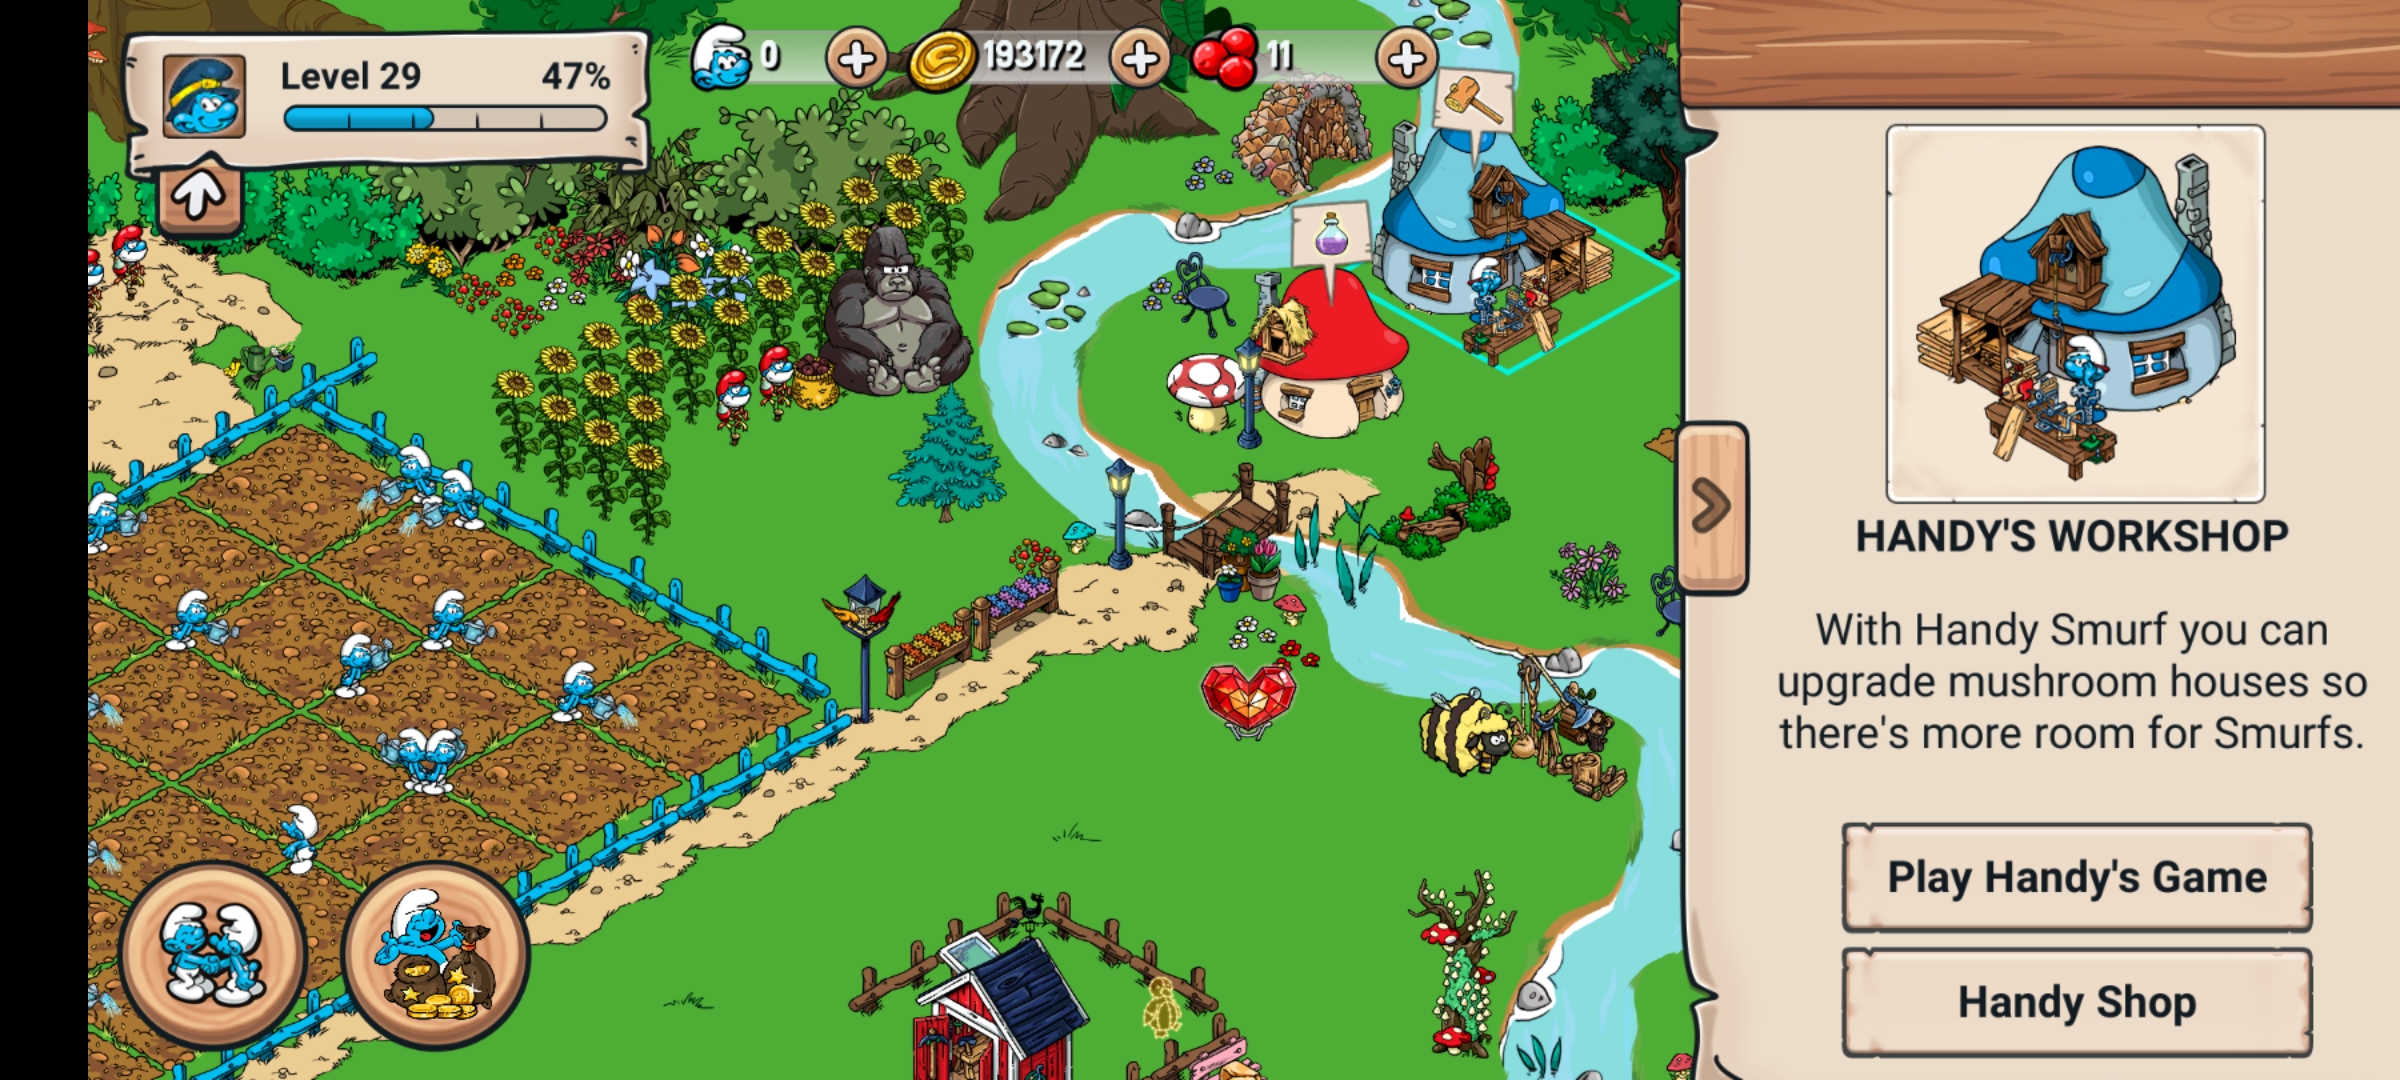 Level 29 47%
0
193172
11
HANDY'S WORKSHOP
With Handy Smurf you can
upgrade mushroom houses so
there's more room for Smurfs.
Play Handy's Game
Handy Shop